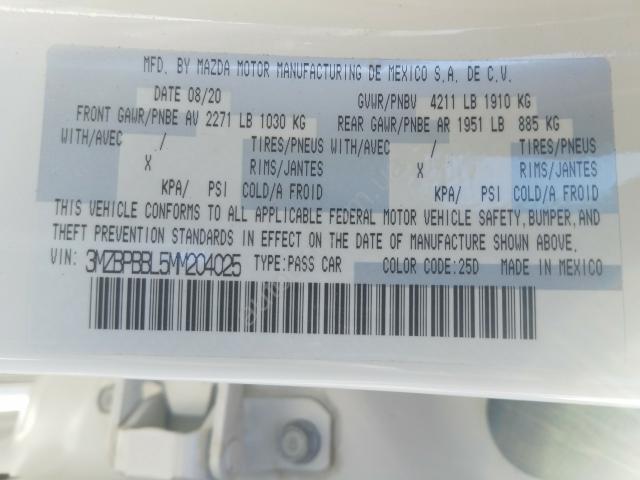 MFD. BY MAZDA MOTOR MANUFACTURING DE MEXICO S.A. DE C.V.
DATE 08/20 GVWR/PNBV 4211 LB 1910 KG
FRONT GAWR/PNBE AV 2271 LB 1030 KG REAR GAWR/PNBE AR 1951 LB 885 KG
WITH/AVEC / TIRES/PNEUS WITH/AVEC / TIRES/PNEUS
X RIMS/JANTES X RIMS/JANTES
KPA/ PSI COLD/A FROID KPA/ PSI COLD/A FROID
THIS VEHICLE CONFORMS TO ALL APPLICABLE FEDERAL MOTOR VEHICLE SAFETY, BUMPER, AND
THEFT PREVENTION STANDARDS IN EFFECT ON THE DATE OF MANUFACTURE SHOWN ABOVE.
VIN: 3MZBPBBL5MM204025 TYPE:PASS CAR COLOR CODE:25D MADE IN MEXICO